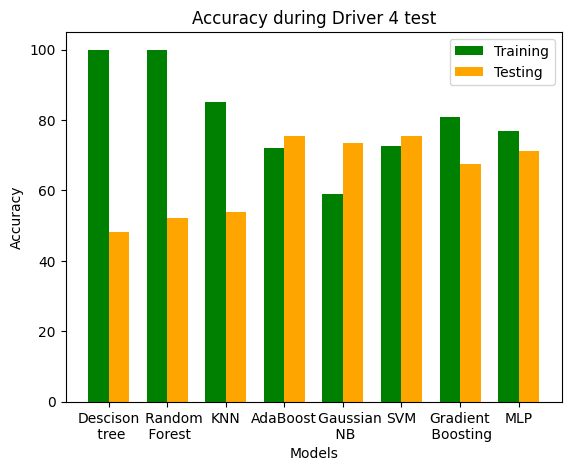 Accuracy during Driver 4 test
Training
Testing
100
80
60
40
20
0
Accuracy
Descison
tree
Random
Forest
KNN
AdaBoost
Gaussian
NB
SVM
Gradient
Boosting
MLP
Models